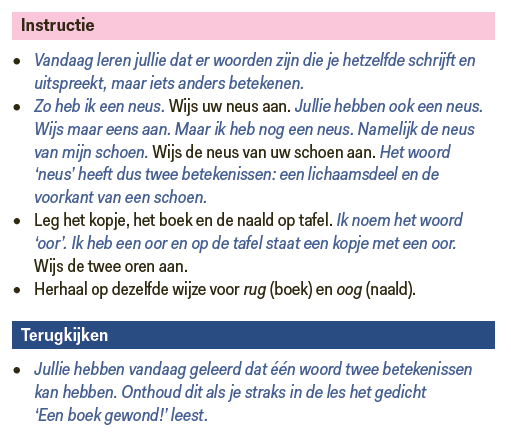 Instructie
• Vandaag leren jullie dat er woorden zijn die je hetzelfde schrijft en
uitspreekt, maar iets anders betekenen.
• Zo heb ik een neus. Wijs uw neus aan. Jullie hebben ook een neus.
Wijs maar eens aan. Maar ik heb nog een neus. Namelijk de neus
van mijn schoen. Wijs de neus van uw schoen aan. Het woord
‘neus’ heeft dus twee betekenissen: een lichaamsdeel en de
voorkant van een schoen.
• Leg het kopje, het boek en de naald op tafel. Ik noem het woord
‘oor’. Ik heb een oor en op de tafel staat een kopje met een oor.
Wijs de twee oren aan.
• Herhaal op dezelfde wijze voor rug (boek) en oog (naald).
Terugkijken
• Jullie hebben vandaag geleerd dat één woord twee betekenissen
kan hebben. Onthoud dit als je straks in de les het gedicht
‘Een boek gewond!’ leest.